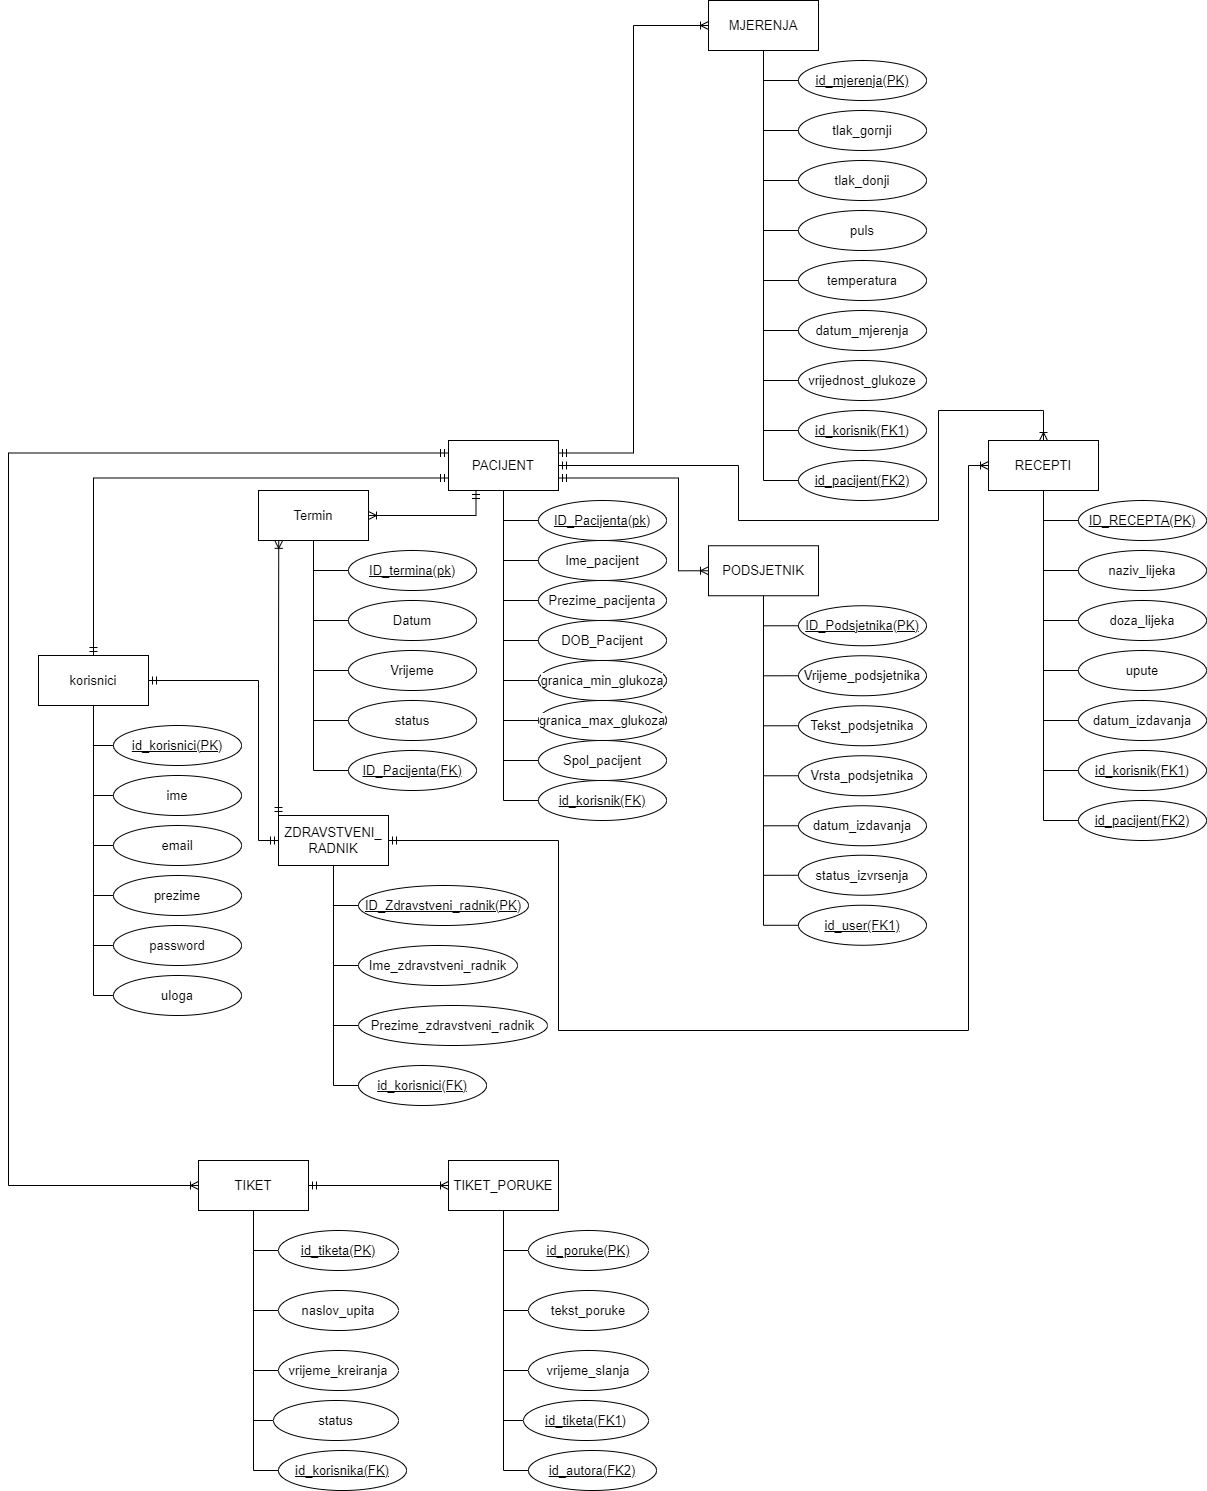 MJERENJA
id_mjerenja(PK)
tlak_gornji
tlak_donji
puls
temperatura
datum_mjerenja
vrijednost_glukoze
id_korisnik(FK1)
id_pacijent(FK2)
PACIJENT
ID_Pacijenta(pk)
Ime_pacijent
Prezime_pacijenta
DOB_Pacijent
granica_min_glukoza
granica_max_glukoza
Spol_pacijent
id_korisnik(FK)
RECEPTI
ID_RECEPTA(PK)
naziv_lijeka
doza_lijeka
upute
datum_izdavanja
id_korisnik(FK1)
id_pacijent(FK2)
Termin
ID_termina(pk)
Datum
Vrijeme
status
ID_Pacijenta(FK)
PODSJETNIK
ID_Podsjetnika(PK)
Vrijeme_podsjetnika
Tekst_podsjetnika
Vrsta_podsjetnika
datum_izdavanja
status_izvrsenja
id_user(FK1)
korisnici
id_korisnici(PK)
ime
email
prezime
password
uloga
ZDRAVSTVENI_
RADNIK
ID_Zdravstveni_radnik(PK)
Ime_zdravstveni_radnik
Prezime_zdravstveni_radnik
id_korisnici(FK)
TIKET
id_tiketa(PK)
naslov_upita
vrijeme_kreiranja
status
id_korisnika(FK)
TIKET_PORUKE
id_poruke(PK)
tekst_poruke
vrijeme_slanja
id_tiketa(FK1)
id_autora(FK2)